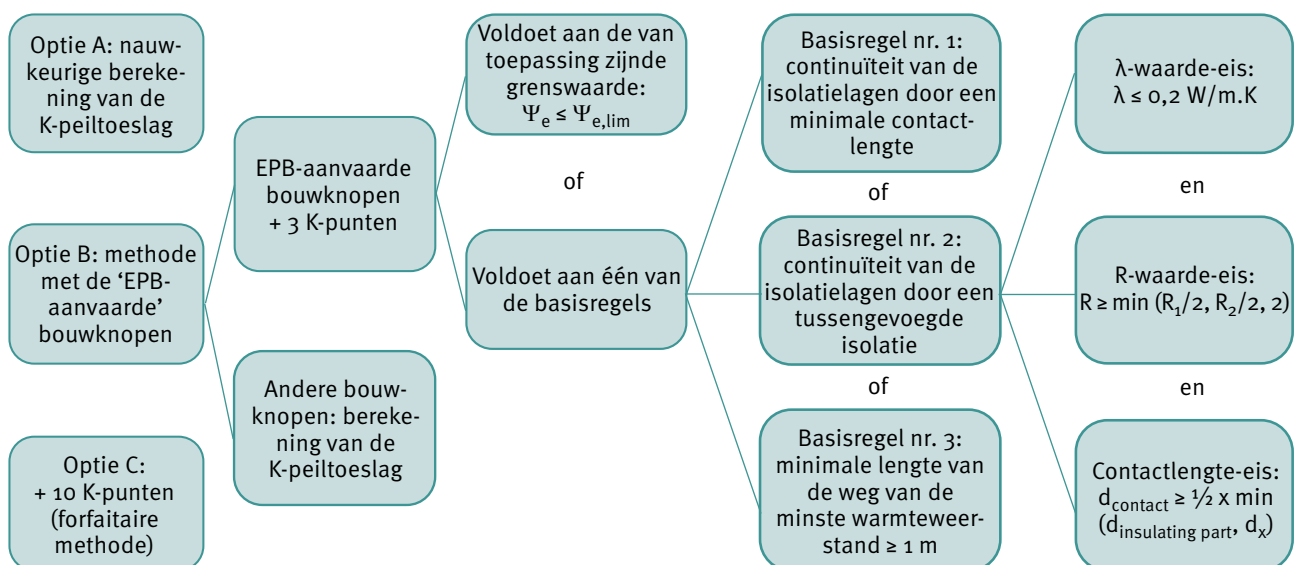 Optie A: nauw-
keurige bereke-
ning van de
K-peiltoeslag
Optie B: methode
met de ‘EPB-
aanvaarde’
bouwknopen
Optie C:
+ 10 K-punten
(forfaitaire
methode)
EPB-aanvaarde
bouwknopen
+ 3 K-punten
Andere bouw-
knopen: bereke-
ning van de
K-peiltoeslag
Voldoet aan de van
toepassing zijnde
grenswaarde:
Ψe ≤ Ψe,lim
of
Voldoet aan één van
de basisregels
Basisregel nr. 1:
continuïteit van de
isolatielagen door een
minimale contact-
lengte
of
Basisregel nr. 2:
continuïteit van de
isolatielagen door een
tussengevoegde
isolatie
of
Basisregel nr. 3:
minimale lengte van
de weg van de
minste warmteweer-
stand ≥ 1 m
λ-waarde-eis:
λ ≤ 0,2 W/m.K
en
R-waarde-eis:
R ≥ min (R1/2, R2/2, 2)
en
Contactlengte-eis:
dcontact ≥ ½ x min
(dinsulating part, dx)